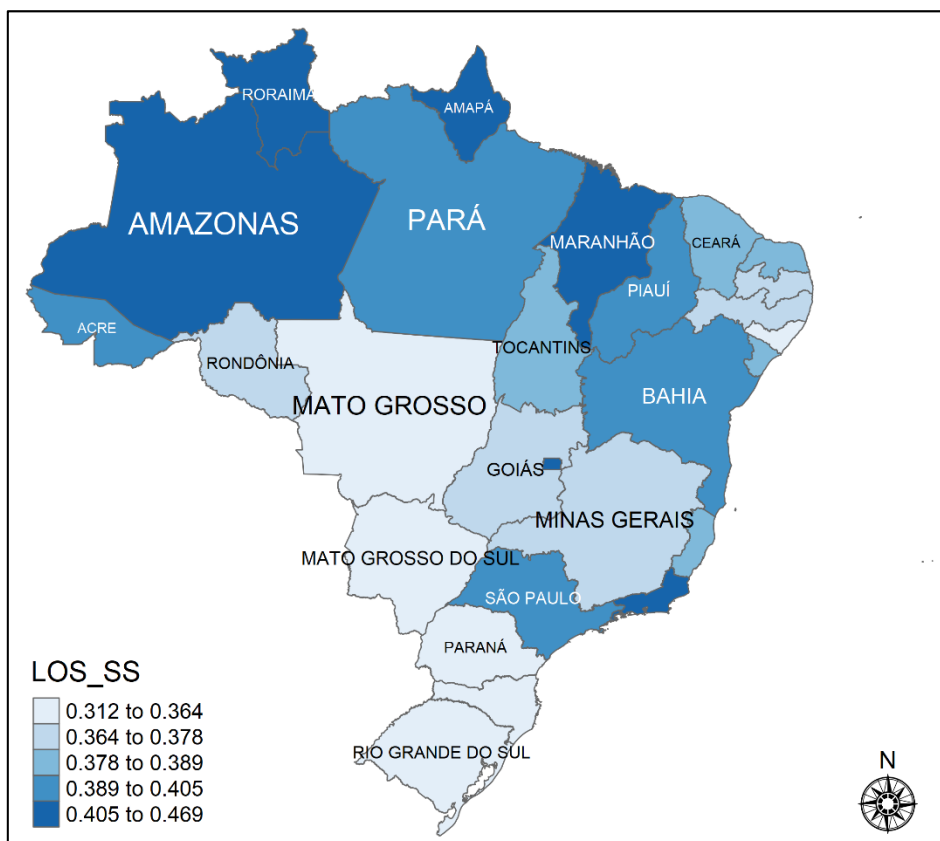 RORAIMA
AMAPÁ
AMAZONAS
PARÁ
MARANHÃO
CEARÁ
PIAUÍ
ACRE
RONDÔNIA
TOCANTINS
MATO GROSSO
BAHIA
GOIÁS
MINAS GERAIS
MATO GROSSO DO SUL
SÃO PAULO
PARANÁ
RIO GRANDE DO SUL
LOS_SS
0.312 to 0.364
0.364 to 0.378
0.378 to 0.389
0.389 to 0.405
0.405 to 0.469
N